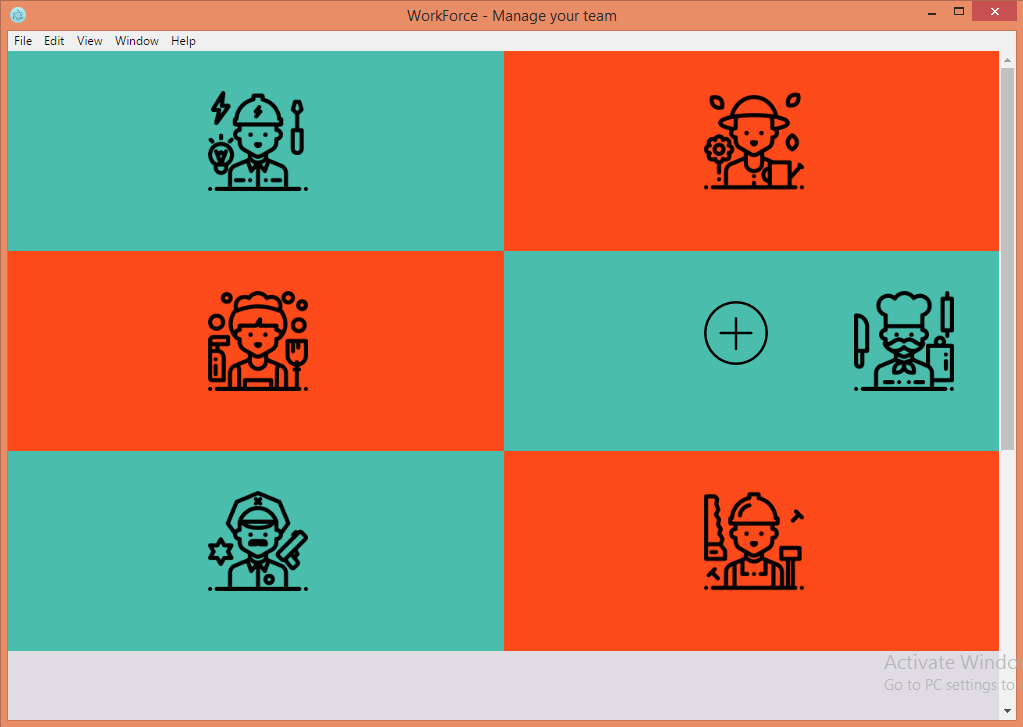 WorkForce - Manage your team
File Edit View Window Help
Activate Windo
Go to PC settings to